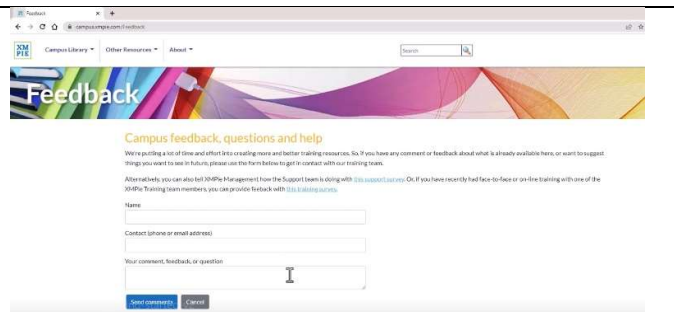 Feedback
campus.xmpie.com/Feedback
XM
PIE
Campus Library
Other Resources
About
Search
Feedback
Campus feedback, questions and help
We're putting a lot of time and effort into creating more and better training resources. So, if you have any comment or feedback about what is already available here, or want to suggest
things you want to see in future, please use the form below to get in contact with our training team.
Alternatively, you can also tell XMPie Management how the Support team is doing with this support survey. Or, if you have recently had face-to-face or on-line training with one of the
XMPie Training team members, you can provide feeback with this training survey.
Name
Contact (phone or email address)
Your comment, feedback, or question
Send comments
Cancel